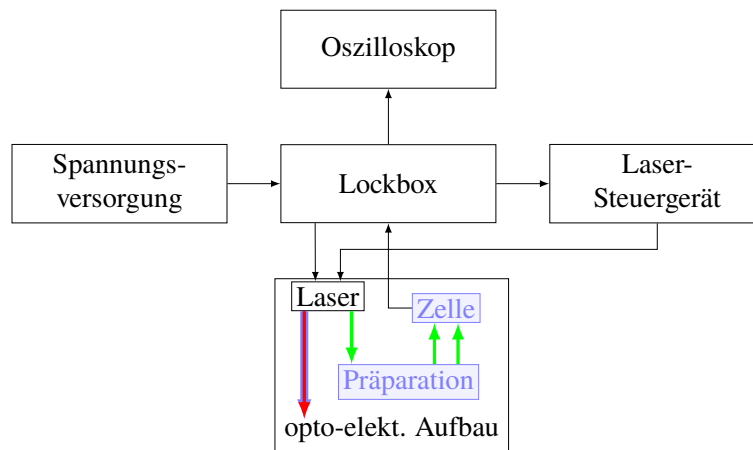 Oszilloskop
Spannungs-
versorgung
Lockbox
Laser-
Steuergerät
Laser
Zelle
Präparation
opto-elekt. Aufbau